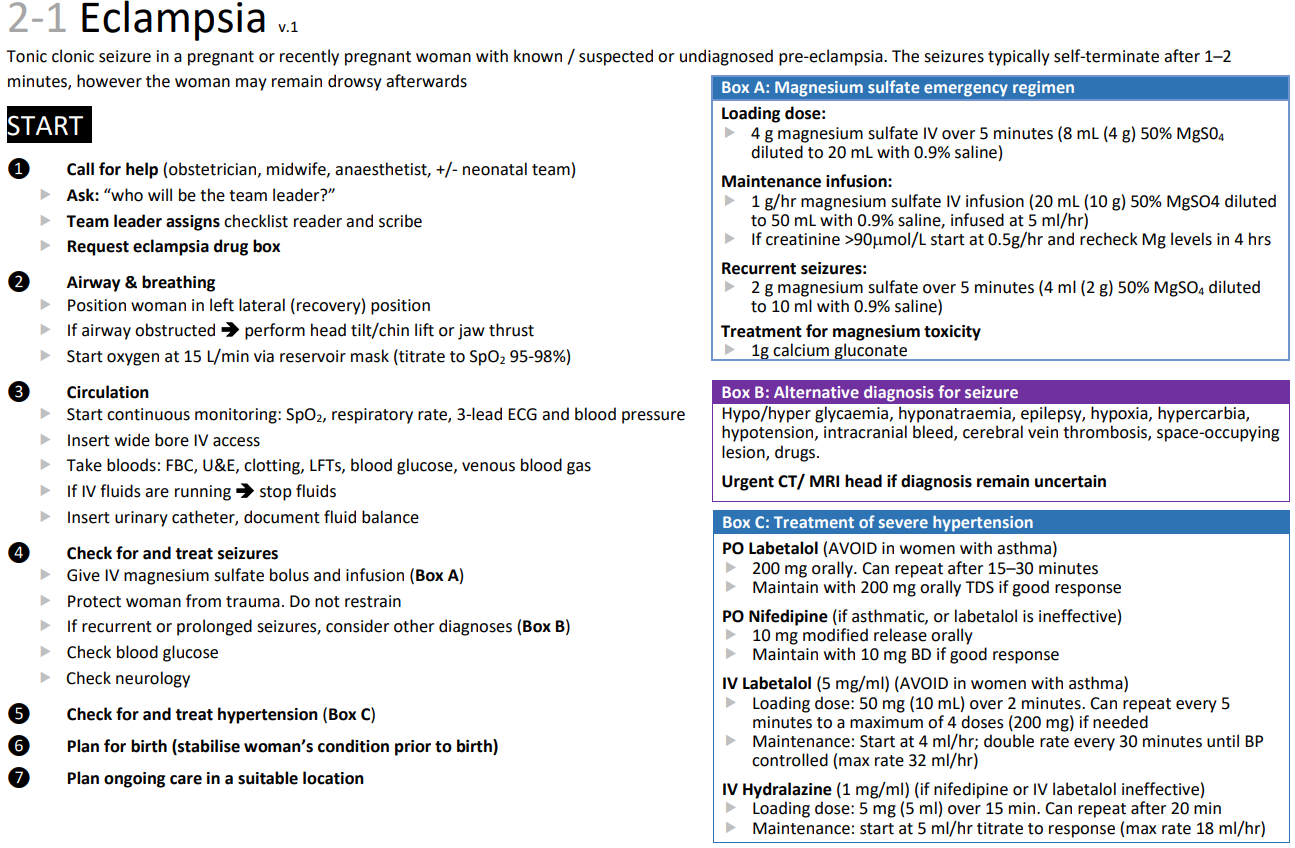 2-1 Eclampsia v.1
Tonic clonic seizure in a pregnant or recently pregnant woman with known / suspected or undiagnosed pre-eclampsia. The seizures typically self-terminate after 1–2
minutes, however the woman may remain drowsy afterwards
START
❶ Call for help (obstetrician, midwife, anaesthetist, +/- neonatal team)
► Ask: “who will be the team leader?”
► Team leader assigns checklist reader and scribe
► Request eclampsia drug box
❷ Airway & breathing
► Position woman in left lateral (recovery) position
► If airway obstructed ➔ perform head tilt/chin lift or jaw thrust
► Start oxygen at 15 L/min via reservoir mask (titrate to SpO₂ 95-98%)
❸ Circulation
► Start continuous monitoring: SpO₂, respiratory rate, 3-lead ECG and blood pressure
► Insert wide bore IV access
► Take bloods: FBC, U&E, clotting, LFTs, blood glucose, venous blood gas
► If IV fluids are running ➔ stop fluids
► Insert urinary catheter, document fluid balance
❹ Check for and treat seizures
► Give IV magnesium sulfate bolus and infusion (Box A)
► Protect woman from trauma. Do not restrain
► If recurrent or prolonged seizures, consider other diagnoses (Box B)
► Check blood glucose
► Check neurology
❺ Check for and treat hypertension (Box C)
❻ Plan for birth (stabilise woman’s condition prior to birth)
❼ Plan ongoing care in a suitable location
Box A: Magnesium sulfate emergency regimen
Loading dose:
► 4 g magnesium sulfate IV over 5 minutes (8 mL (4 g) 50% MgS0₄
diluted to 20 mL with 0.9% saline)
Maintenance infusion:
► 1 g/hr magnesium sulfate IV infusion (20 mL (10 g) 50% MgSO4 diluted
to 50 mL with 0.9% saline, infused at 5 ml/hr)
► If creatinine >90µmol/L start at 0.5g/hr and recheck Mg levels in 4 hrs
Recurrent seizures:
► 2 g magnesium sulfate over 5 minutes (4 ml (2 g) 50% MgSO₄ diluted
to 10 ml with 0.9% saline)
Treatment for magnesium toxicity
► 1g calcium gluconate
Box B: Alternative diagnosis for seizure
Hypo/hyper glycaemia, hyponatraemia, epilepsy, hypoxia, hypercarbia,
hypotension, intracranial bleed, cerebral vein thrombosis, space-occupying
lesion, drugs.
Urgent CT/ MRI head if diagnosis remain uncertain
Box C: Treatment of severe hypertension
PO Labetalol (AVOID in women with asthma)
► 200 mg orally. Can repeat after 15–30 minutes
► Maintain with 200 mg orally TDS if good response
PO Nifedipine (if asthmatic, or labetalol is ineffective)
► 10 mg modified release orally
► Maintain with 10 mg BD if good response
IV Labetalol (5 mg/ml) (AVOID in women with asthma)
► Loading dose: 50 mg (10 mL) over 2 minutes. Can repeat every 5
minutes to a maximum of 4 doses (200 mg) if needed
► Maintenance: Start at 4 ml/hr; double rate every 30 minutes until BP
controlled (max rate 32 ml/hr)
IV Hydralazine (1 mg/ml) (if nifedipine or IV labetalol ineffective)
► Loading dose: 5 mg (5 ml) over 15 min. Can repeat after 20 min
► Maintenance: start at 5 ml/hr titrate to response (max rate 18 ml/hr)